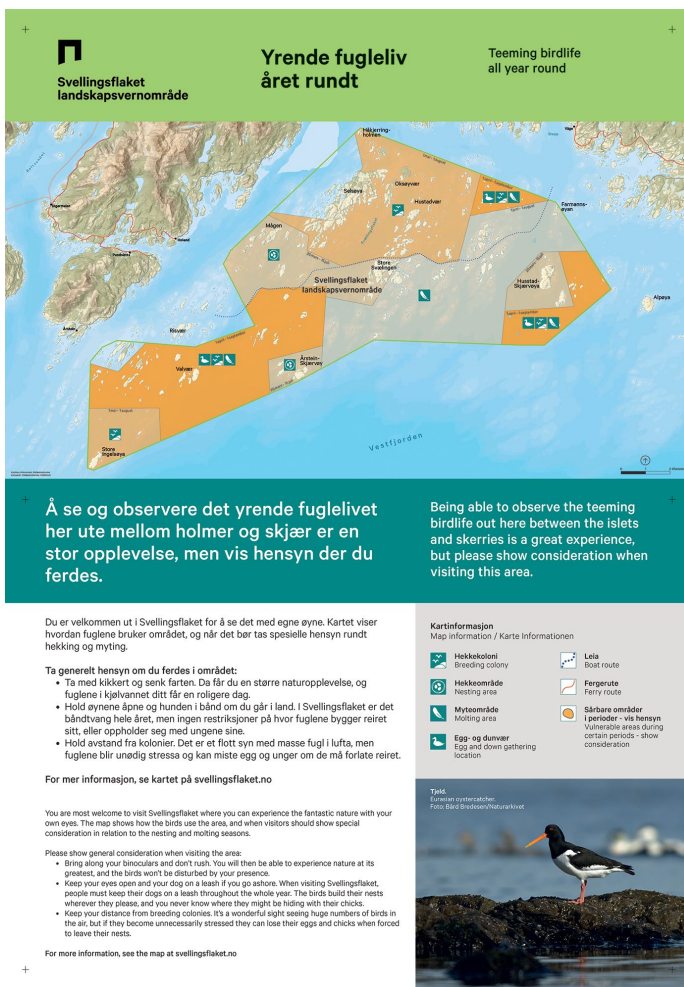 Svellingsflaket
landskapsvernområde
Yrende fugleliv
året rundt
Teeming birdlife
all year round
Håkjerring-
holmen
Oksøyvær
Selsøya
Hustadvær
Farmanns-
øyan
Mågen
Store
Svælingen
Svellingsflaket
landskapsvernområde
Husstad-
Skjærvøya
Alpøya
Risvær
Valvær
Årstein-
Skjærvøy
Store
Ingelsøya
Vestfjorden
Å se og observere det yrende fuglelivet
her ute mellom holmer og skjær er en
stor opplevelse, men vis hensyn der du
ferdes.
Being able to observe the teeming
birdlife out here between the islets
and skerries is a great experience,
but please show consideration when
visiting this area.
Du er velkommen ut i Svellingsflaket for å se det med egne øyne. Kartet viser
hvordan fuglene bruker området, og når det bør tas spesielle hensyn rundt
hekking og myting.
Ta generelt hensyn om du ferdes i området:
• Ta med kikkert og senk farten. Da får du en større naturopplevelse, og
fuglene i kjølvannet ditt får en roligere dag.
• Hold øynene åpne og hunden i bånd om du går i land. I Svellingsflaket er det
båndtvang hele året, men ingen restriksjoner på hvor fuglene bygger reiret
sitt, eller oppholder seg med ungene sine.
• Hold avstand fra kolonier. Det er et flott syn med masse fugl i lufta, men
fuglene blir unødig stressa og kan miste egg og unger om de må forlate reiret.
For mer informasjon, se kartet på svellingsflaket.no
You are most welcome to visit Svellingsflaket where you can experience the fantastic nature with your
own eyes. The map shows how the birds use the area, and when visitors should show special
consideration in relation to the nesting and molting seasons.
Please show general consideration when visiting the area:
• Bring along your binoculars and don't rush. You will then be able to experience nature at its
greatest, and the birds won't be disturbed by your presence.
• Keep your eyes open and your dog on a leash if you go ashore. When visiting Svellingsflaket,
people must keep their dogs on a leash throughout the whole year. The birds build their nests
wherever they please, and you never know where they might be hiding with their chicks.
• Keep your distance from breeding colonies. It's a wonderful sight seeing huge numbers of birds in
the air, but if they become unnecessarily stressed they can lose their eggs and chicks when forced
to leave their nests.
For more information, see the map at svellingsflaket.no
Kartinformasjon
Map information / Karte Informationen
Hekkekoloni
Breeding colony
Hekkeområde
Nesting area
Myteområde
Molting area
Egg- og dunvær
Egg and down gathering
location
Leia
Boat route
Fergerute
Ferry route
Sårbare områder
i perioder - vis hensyn
Vulnerable areas during
certain periods - show
consideration
Tjeld.
Eurasian oystercatcher.
Foto: Bård Bredesen/Naturarkivet